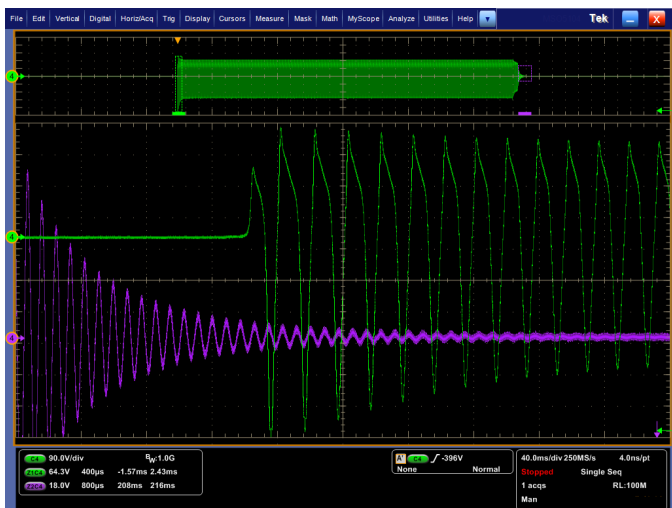 File Edit Vertical Digital Horiz/Acq Trig Display Cursors Measure Mask Math MyScope Analyze Utilities Help Tek X
4
4
4
C4 90.0V/div BW:1.0G
Z1C4 64.3V 400µs -1.57ms 2.43ms
Z2C4 18.0V 800µs 208ms 216ms
A' C4 -396V
None Normal
40.0ms/div 250MS/s 4.0ns/pt
Stopped Single Seq
1 acqs RL:100M
Man